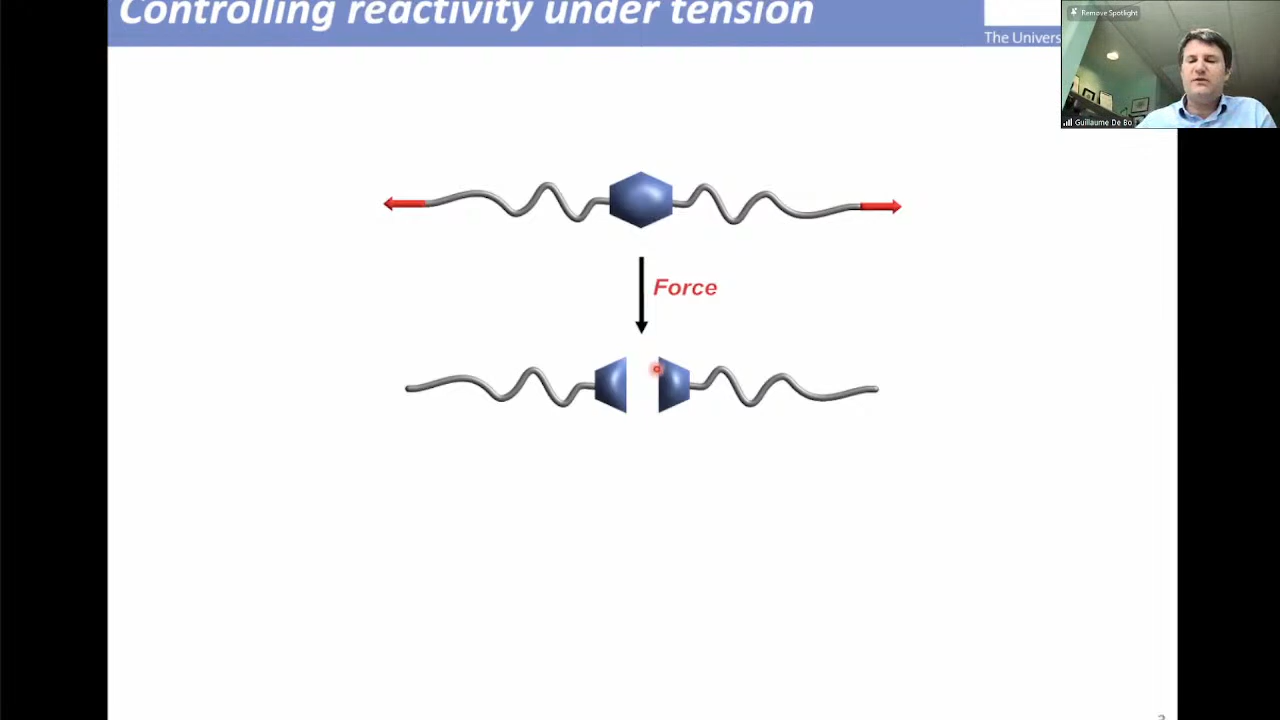 Controlling reactivity under tension
The Univers
Remove Spotlight
Guillaume De Bo
Force